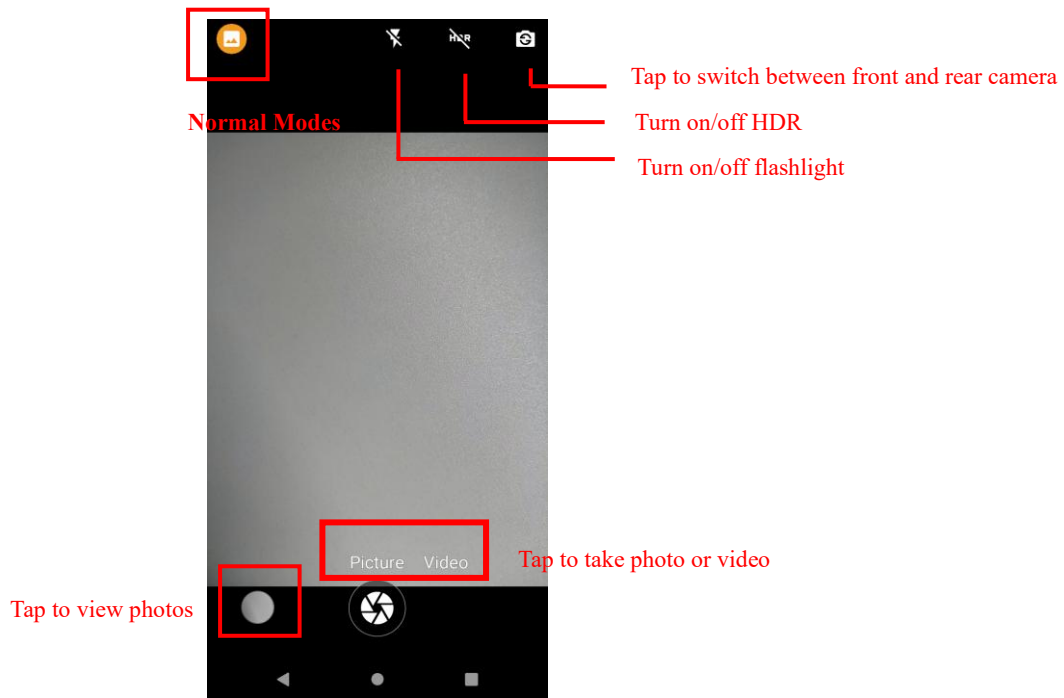 HDR
Tap to switch between front and rear camera
Normal Modes
Turn on/off HDR
Turn on/off flashlight
Picture Video
Tap to take photo or video
Tap to view photos